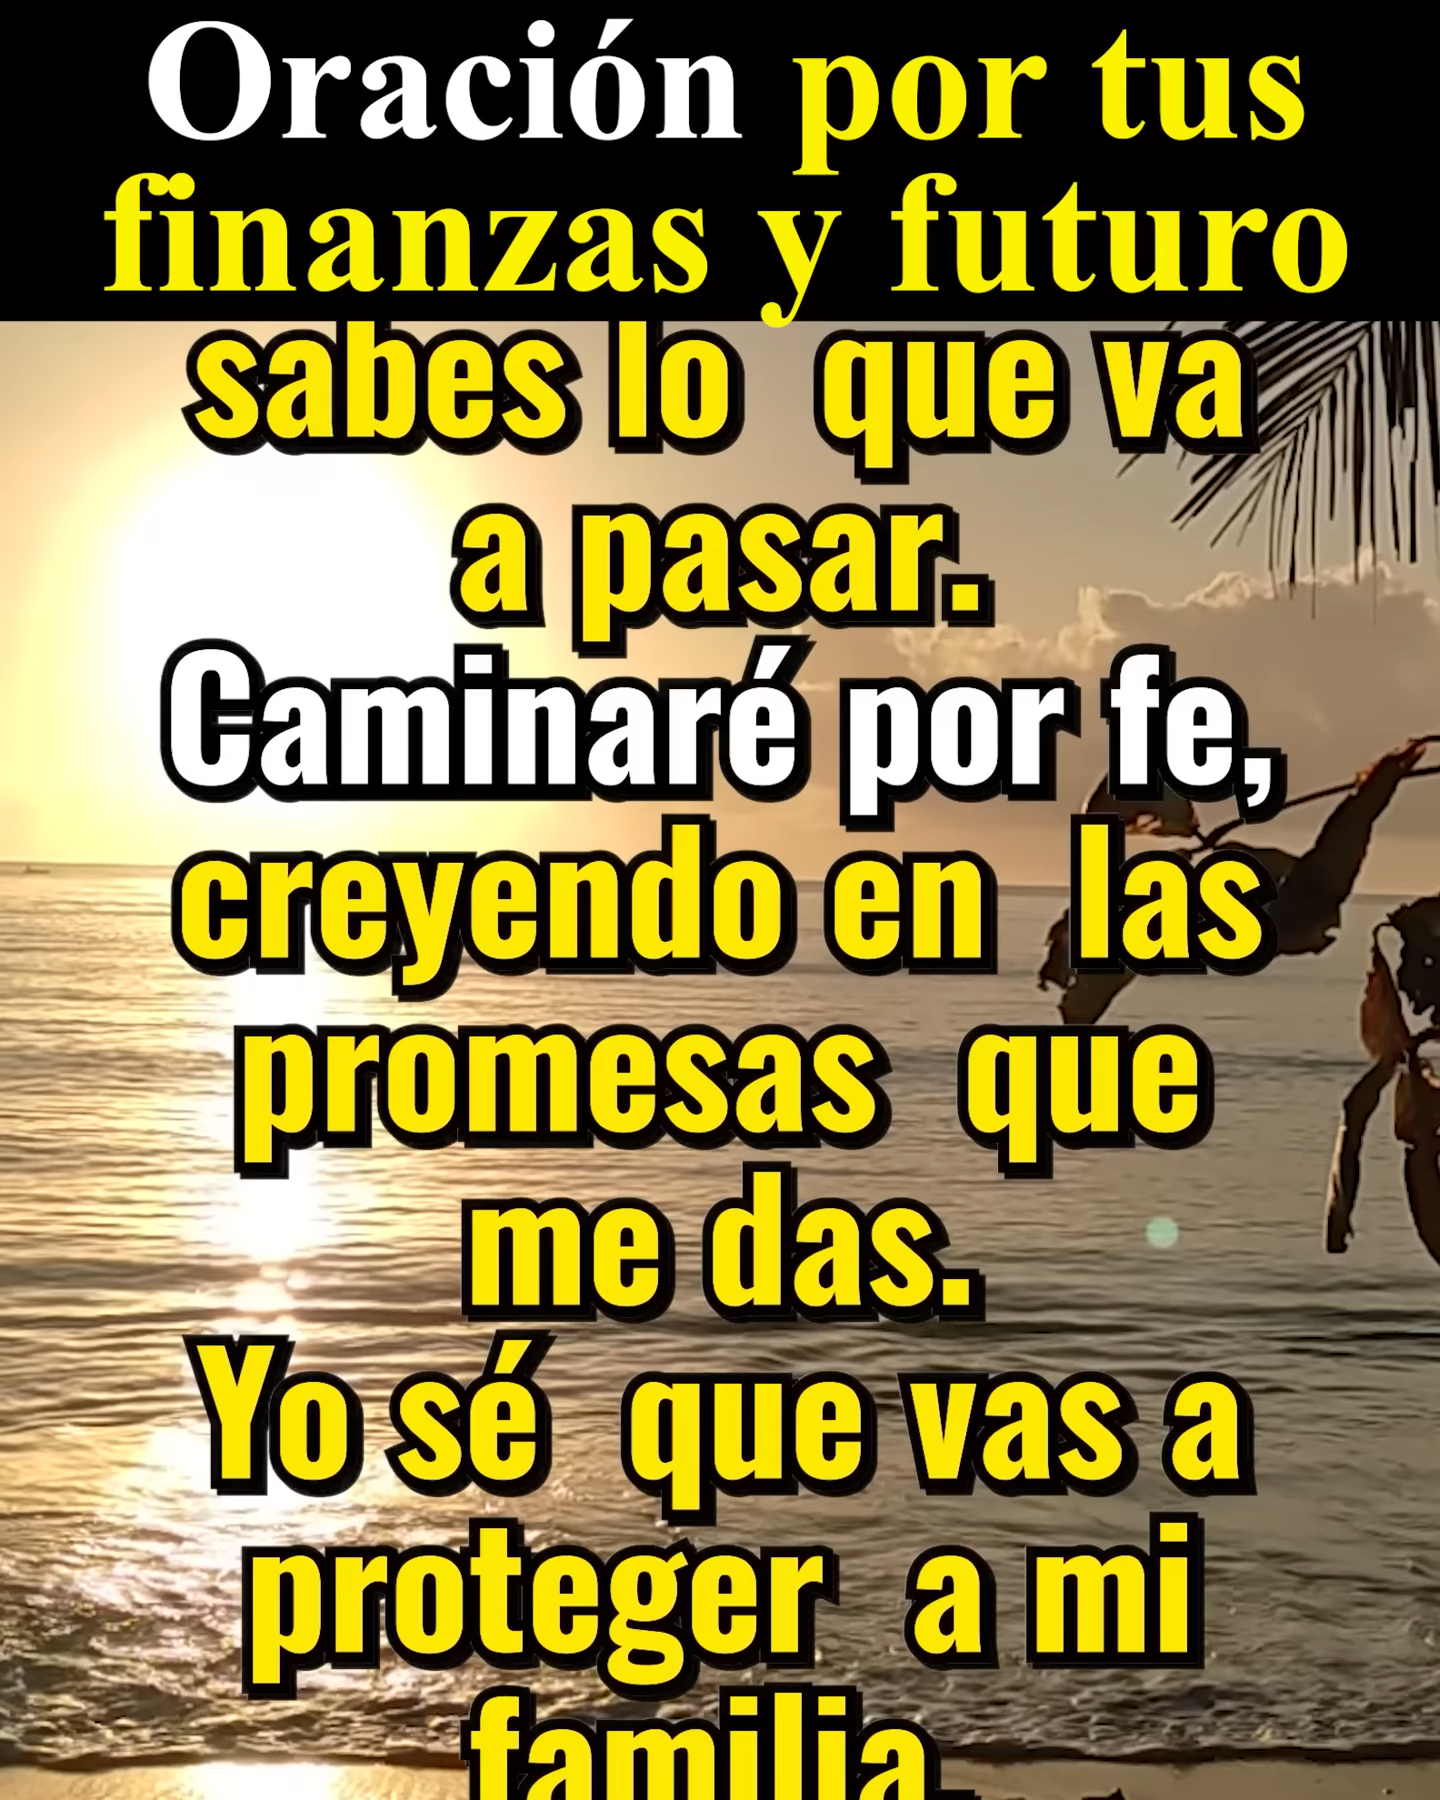 Oración por tus
finanzas y futuro
sabes lo que va
a pasar.
Caminaré por fe,
creyendo en las
promesas que
me das.
Yo sé que vas a
proteger a mi
familia.